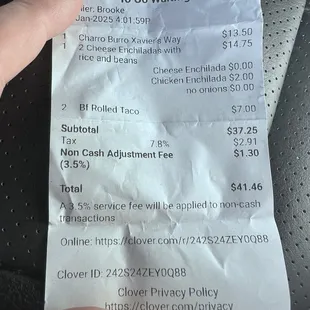 ler: Brooke
Jan-2025 4:01:59P
1 Charro Burro Xavier's Way $13.50
1 2 Cheese Enchiladas with $14.75
rice and beans
Cheese Enchilada $0.00
Chicken Enchilada $2.00
no onions $0.00
2 Bf Rolled Taco $7.00
Subtotal $37.25
Tax 7.8% $2.91
Non Cash Adjustment Fee $1.30
(3.5%)
Total $41.46
A 3.5% service fee will be applied to non-cash
transactions
Online: https://clover.com/r/242S24ZEY0Q88
Clover ID: 242S24ZEY0Q88
Clover Privacy Policy
https://clover.com/privacy